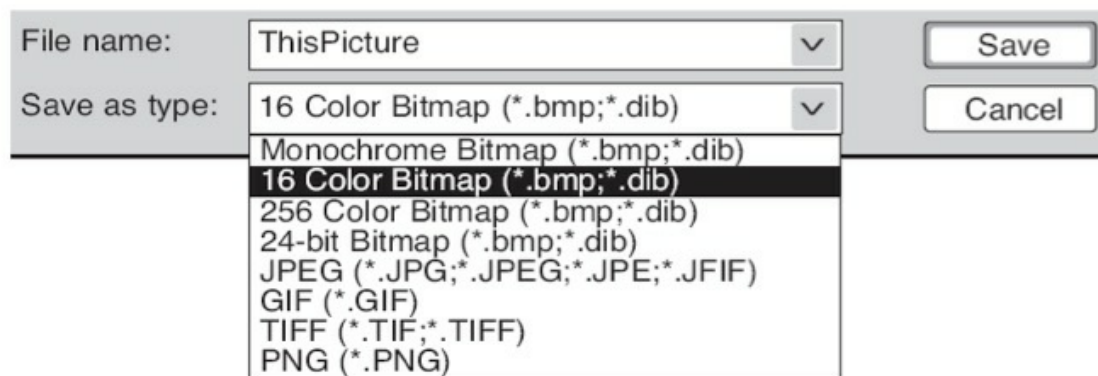 File name: ThisPicture Save
Save as type: 16 Color Bitmap (*.bmp;*.dib) Cancel
Monochrome Bitmap (*.bmp;*.dib)
16 Color Bitmap (*.bmp;*.dib)
256 Color Bitmap (*.bmp;*.dib)
24-bit Bitmap (*.bmp;*.dib)
JPEG (*.JPG;*.JPEG;*.JPE;*.JFIF)
GIF (*.GIF)
TIFF (*.TIF;*.TIFF)
PNG (*.PNG)